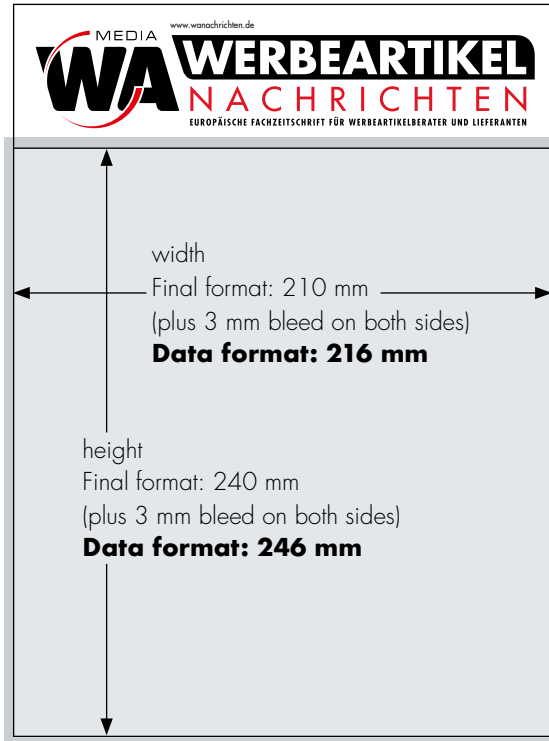 www.wanachrichten.de
MEDIA
WA WERBEARTIKEL
NACHRICHTEN
EUROPÄISCHE FACHZEITSCHRIFT FÜR WERBEARTIKELBERATER UND LIEFERANTEN
width
Final format: 210 mm
(plus 3 mm bleed on both sides)
Data format: 216 mm
height
Final format: 240 mm
(plus 3 mm bleed on both sides)
Data format: 246 mm